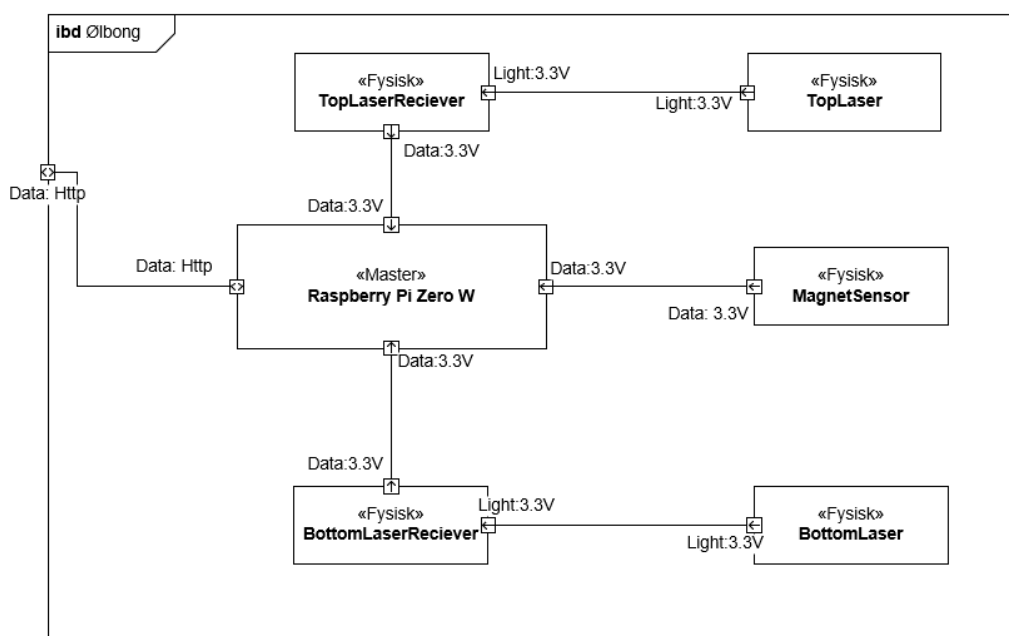 ibd Ølbong
«Fysisk»
TopLaserReciever
Light:3.3V
Light:3.3V
«Fysisk»
TopLaser
Data:3.3V
Data: Http
Data:3.3V
Data: Http
«Master»
Raspberry Pi Zero W
Data:3.3V
Data: 3.3V
«Fysisk»
MagnetSensor
Data:3.3V
Data:3.3V
«Fysisk»
BottomLaserReciever
Light:3.3V
Light:3.3V
«Fysisk»
BottomLaser